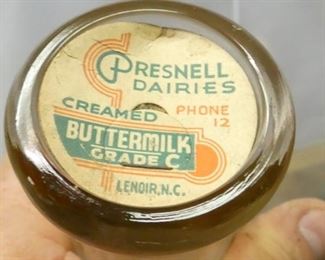 PRESNELL
DAIRIES
CREAMED
PHONE
12
BUTTERMILK
GRADE C
LENOIR, N.C.